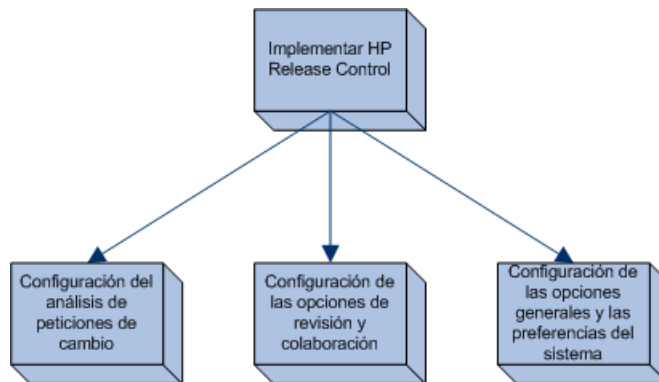 Implementar HP
Release Control
Configuración del
análisis de
peticiones de
cambio
Configuración de
las opciones de
revisión y
colaboración
Configuración de
las opciones
generales y las
preferencias del
sistema